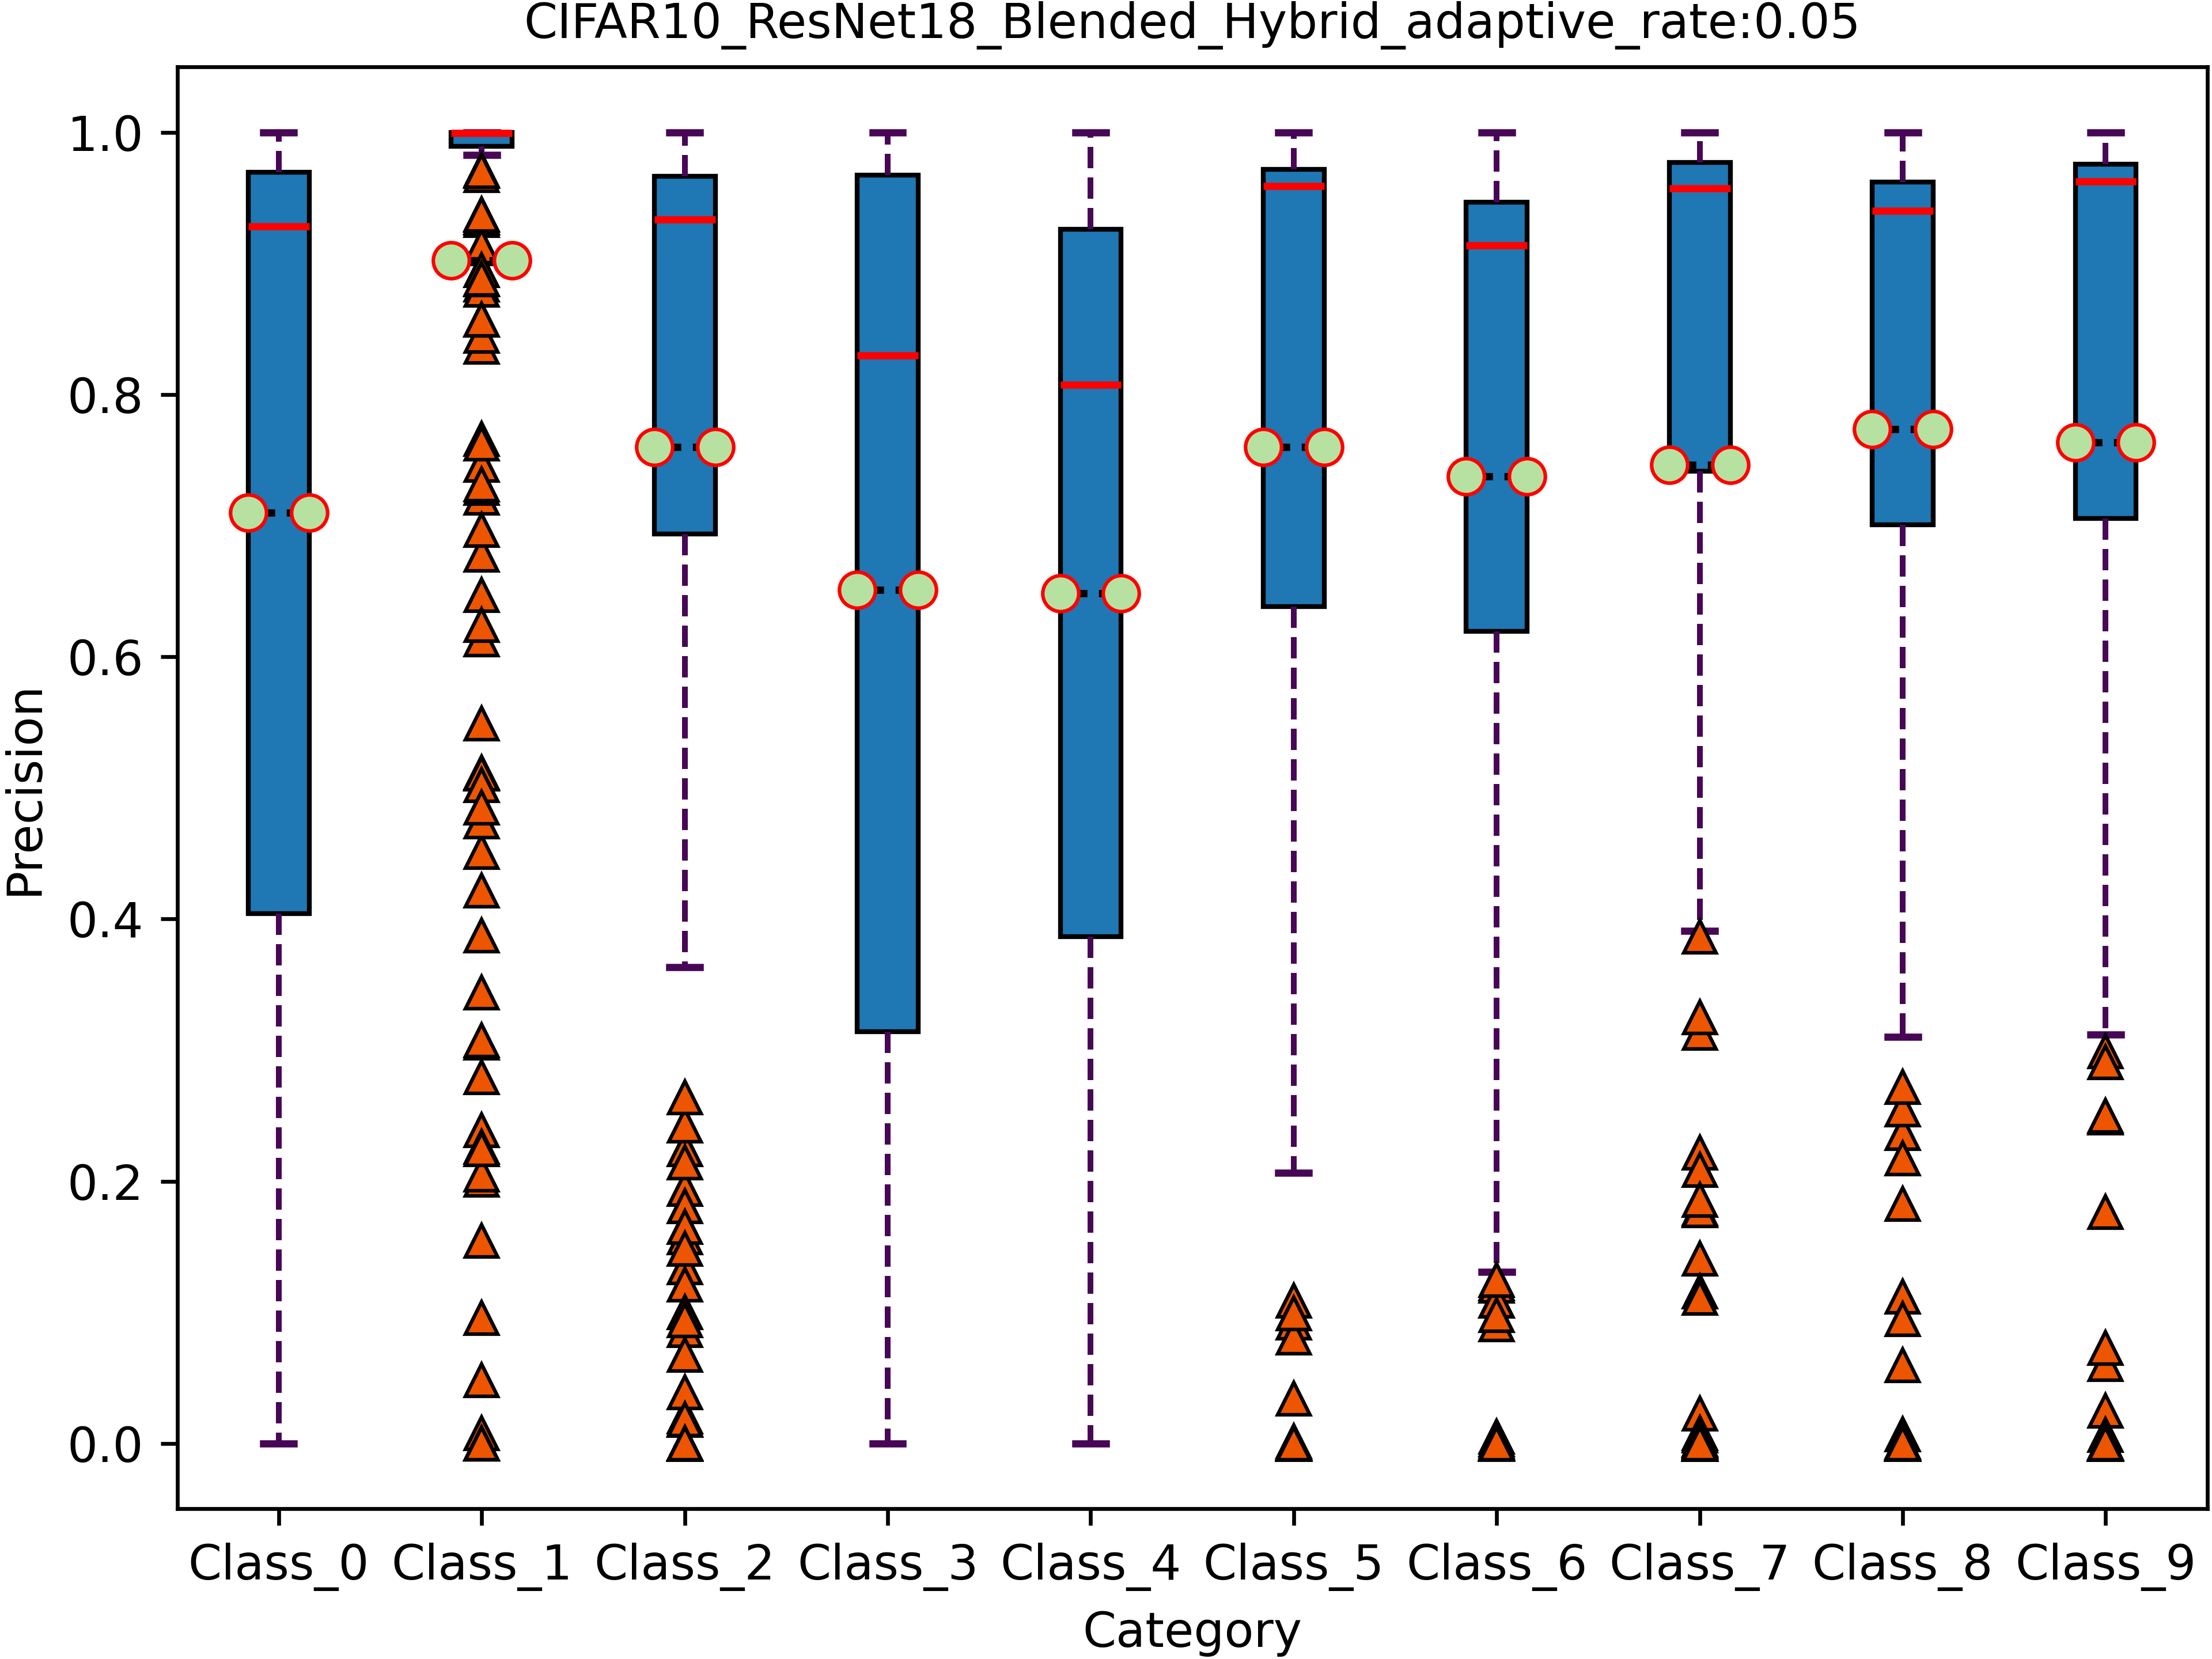 CIFAR10_ResNet18_Blended_Hybrid_adaptive_rate:0.05
1.0
0.8
0.6
0.4
0.2
0.0
Precision
Class_0 Class_1 Class_2 Class_3 Class_4 Class_5 Class_6 Class_7 Class_8 Class_9
Category